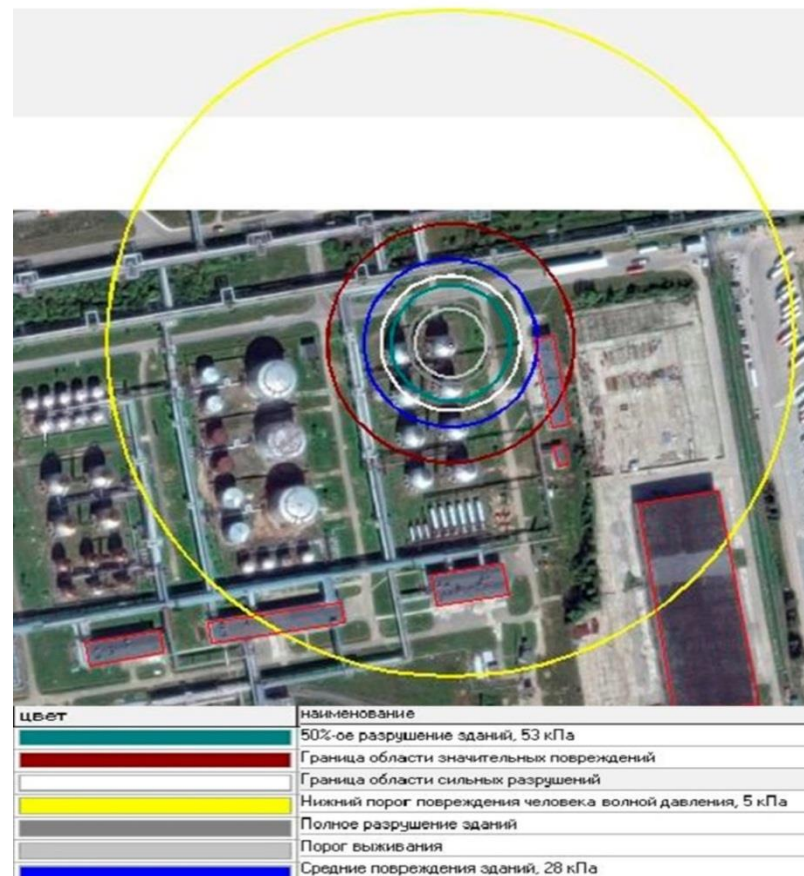 цвет наименование
50%-ое разрушение зданий, 53 кПа
Граница области значительных повреждений
Граница области сильных разрушений
Нижний порог повреждения человека волной давления, 5 кПа
Полное разрушение зданий
Порог выживания
Средние повреждения зданий, 28 кПа